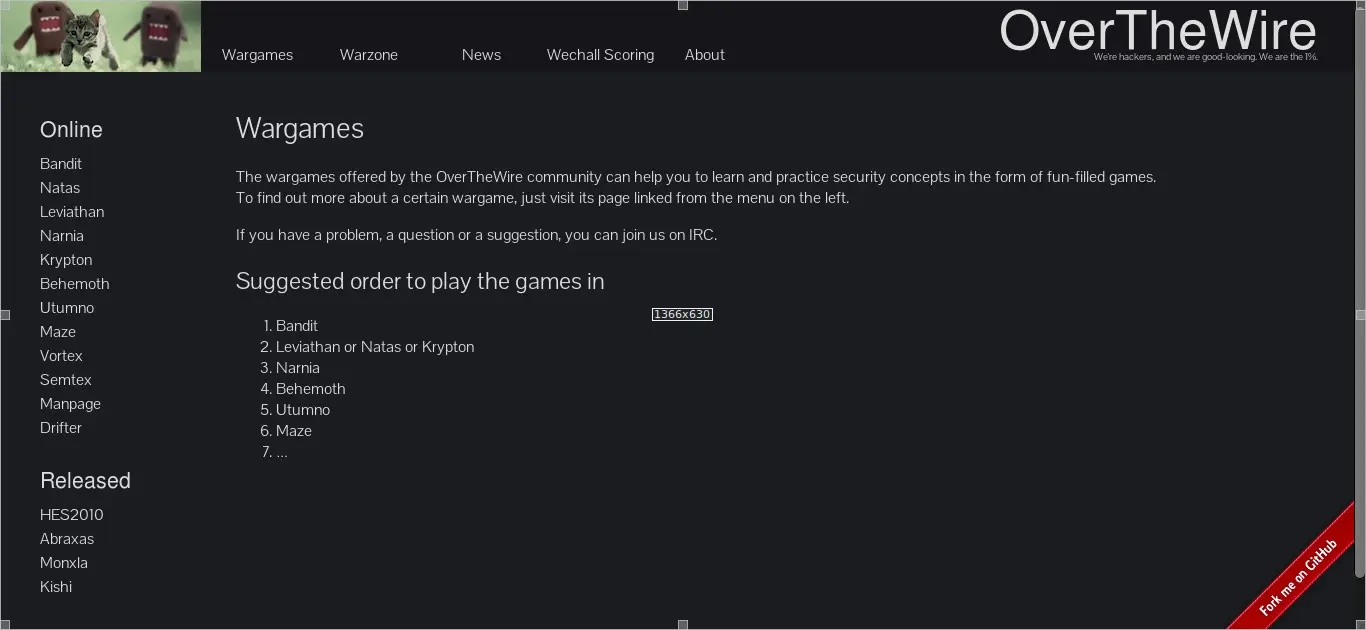 OverTheWire
We're hackers, and we are good-looking. We are the 1%.
Wargames Warzone News Wechall Scoring About
Online
Bandit
Natas
Leviathan
Narnia
Krypton
Behemoth
Utumno
Maze
Vortex
Semtex
Manpage
Drifter
Released
HES2010
Abraxas
Monxla
Kishi
Wargames
The wargames offered by the OverTheWire community can help you to learn and practice security concepts in the form of fun-filled games.
To find out more about a certain wargame, just visit its page linked from the menu on the left.
If you have a problem, a question or a suggestion, you can join us on IRC.
Suggested order to play the games in
1366x630
1. Bandit
2. Leviathan or Natas or Krypton
3. Narnia
4. Behemoth
5. Utumno
6. Maze
7. ...
Fork me on GitHub